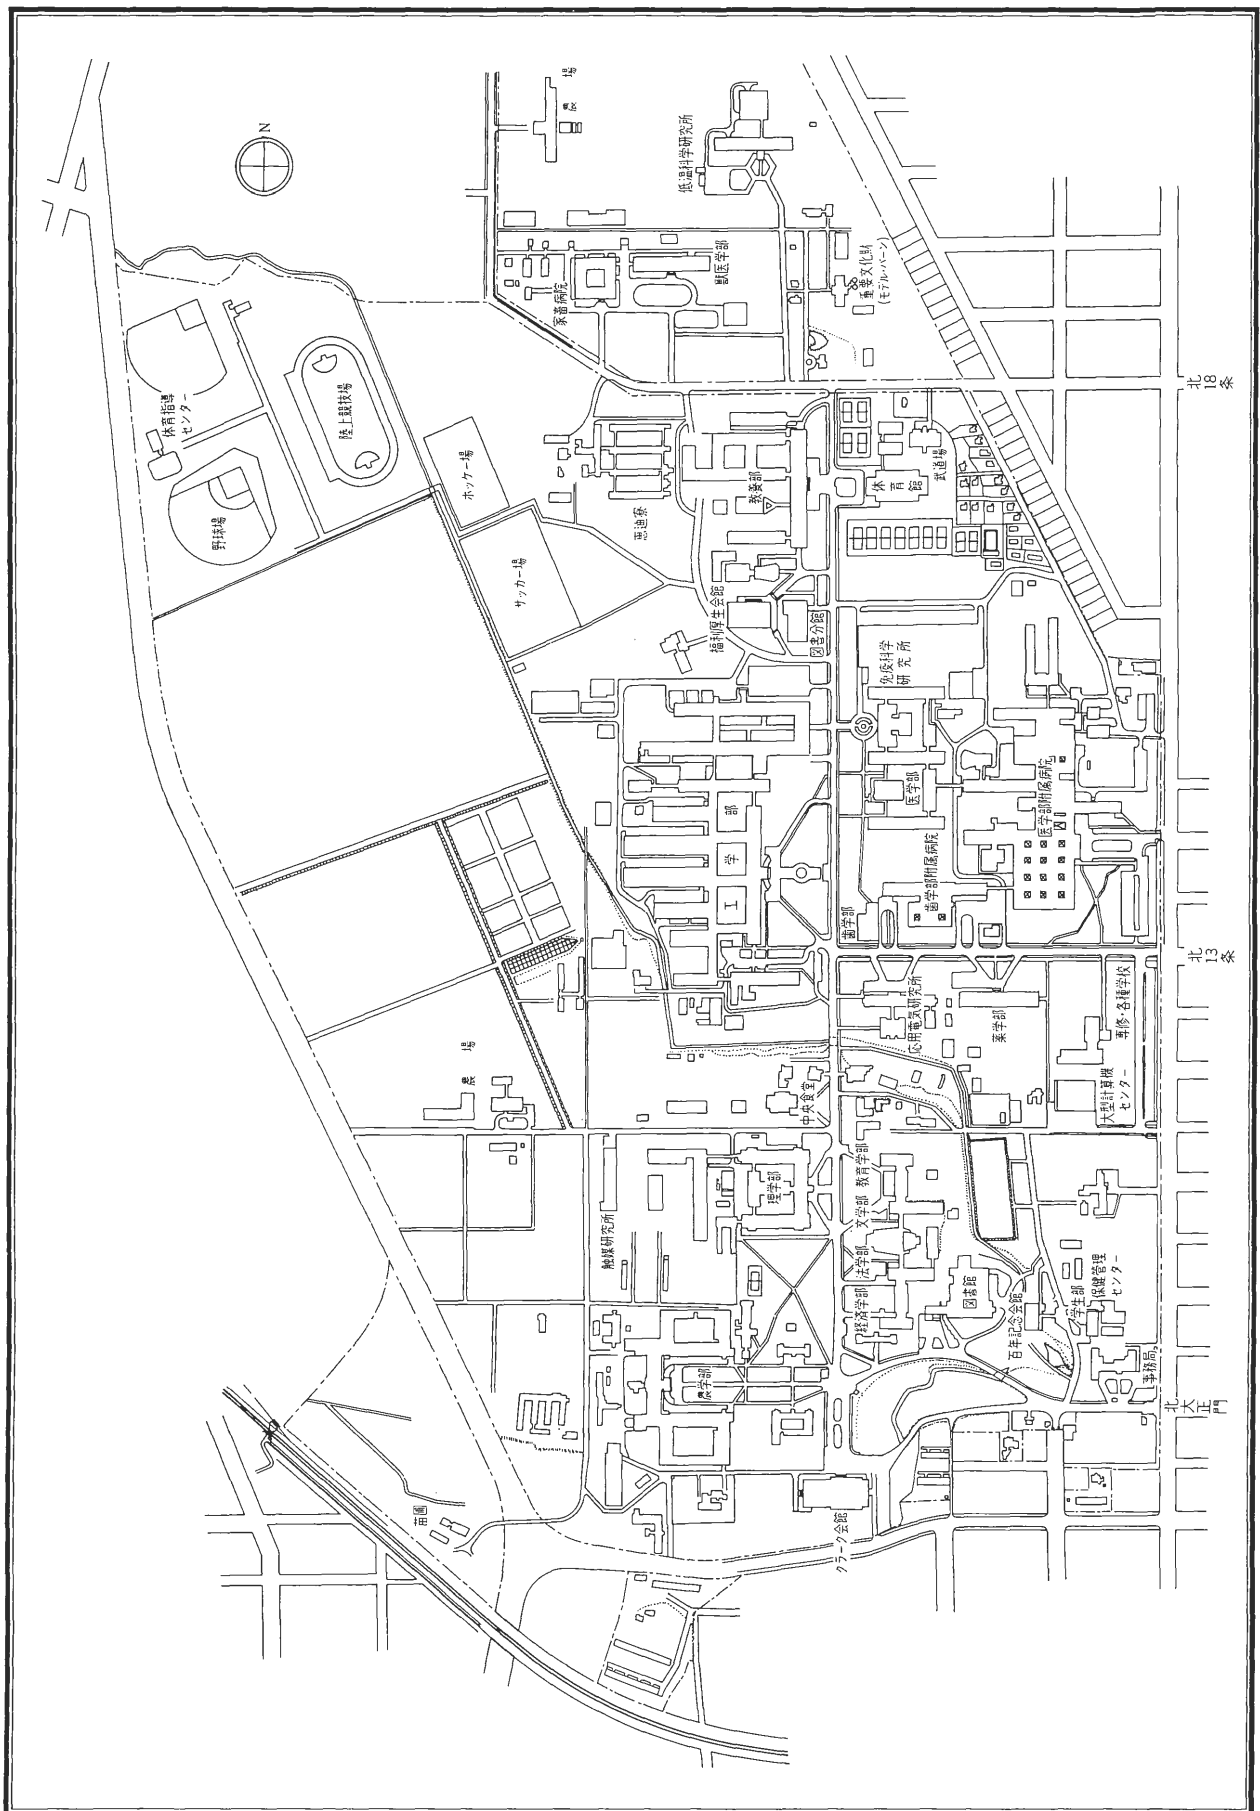 N
農場
低温科学研究所
家畜病院
獣医学部
重要文化財
(モデル・バーン)
体育指導
センター
陸上競技場
野球場
ホッケー場
サッカー場
恵迪寮
教養部
体育館
武道場
北18条
福利厚生会館
図書分館
免疫科学
研究所
工学部
医学部
医学部附属病院
歯学部附属病院
歯学部
北13条
農場
中央食堂
応用電気研究所
薬学部
専修・各種学校
大型計算機
センター
触媒研究所
理学部
教育学部
文学部
法学部
経済学部
図書館
百年記念会館
学生部
保健管理
センター
事務局
農学部
北大正門
苗圃
クラーク会館